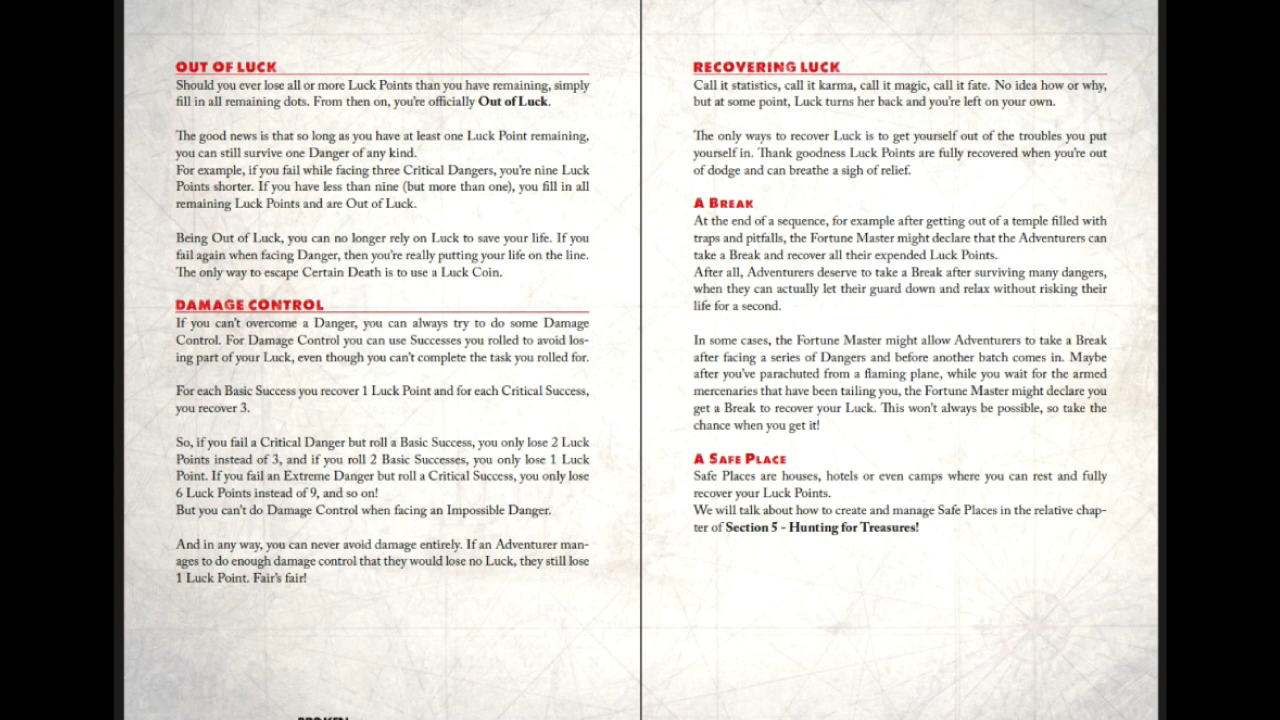 OUT OF LUCK
Should you ever lose all or more Luck Points than you have remaining, simply
fill in all remaining dots. From then on, you're officially Out of Luck.
The good news is that so long as you have at least one Luck Point remaining,
you can still survive one Danger of any kind.
For example, if you fail while facing three Critical Dangers, you're nine Luck
Points shorter. If you have less than nine (but more than one), you fill in all
remaining Luck Points and are Out of Luck.
Being Out of Luck, you can no longer rely on Luck to save your life. If you
fail again when facing Danger, then you're really putting your life on the line.
The only way to escape Certain Death is to use a Luck Coin.
DAMAGE CONTROL
If you can't overcome a Danger, you can always try to do some Damage
Control. For Damage Control you can use Successes you rolled to avoid los-
ing part of your Luck, even though you can't complete the task you rolled for.
For each Basic Success you recover 1 Luck Point and for each Critical Success,
you recover 3.
So, if you fail a Critical Danger but roll a Basic Success, you only lose 2 Luck
Points instead of 3, and if you roll 2 Basic Successes, you only lose 1 Luck
Point. If you fail an Extreme Danger but roll a Critical Success, you only lose
6 Luck Points instead of 9, and so on!
But you can't do Damage Control when facing an Impossible Danger.
And in any way, you can never avoid damage entirely. If an Adventurer man-
ages to do enough damage control that they would lose no Luck, they still lose
1 Luck Point. Fair's fair!
RECOVERING LUCK
Call it statistics, call it karma, call it magic, call it fate. No idea how or why,
but at some point, Luck turns her back and you're left on your own.
The only ways to recover Luck is to get yourself out of the troubles you put
yourself in. Thank goodness Luck Points are fully recovered when you're out
of dodge and can breathe a sigh of relief.
A BREAK
At the end of a sequence, for example after getting out of a temple filled with
traps and pitfalls, the Fortune Master might declare that the Adventurers can
take a Break and recover all their expended Luck Points.
After all, Adventurers deserve to take a Break after surviving many dangers,
when they can actually let their guard down and relax without risking their
life for a second.
In some cases, the Fortune Master might allow Adventurers to take a Break
after facing a series of Dangers and before another batch comes in. Maybe
after you've parachuted from a flaming plane, while you wait for the armed
mercenaries that have been tailing you, the Fortune Master might declare you
get a Break to recover your Luck. This won't always be possible, so take the
chance when you get it!
A SAFE PLACE
Safe Places are houses, hotels or even camps where you can rest and fully
recover your Luck Points.
We will talk about how to create and manage Safe Places in the relative chap-
ter of Section 5 - Hunting for Treasures!
BROKEN